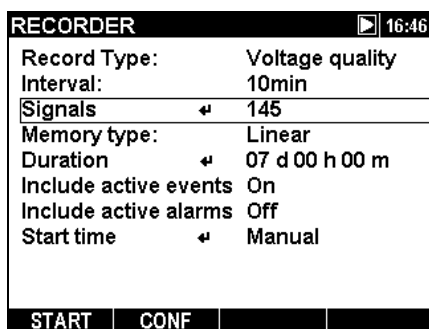 RECORDER 16:46
Record Type: Voltage quality
Interval: 10min
Signals ↵ 145
Memory type: Linear
Duration ↵ 07 d 00 h 00 m
Include active events On
Include active alarms Off
Start time ↵ Manual
START CONF